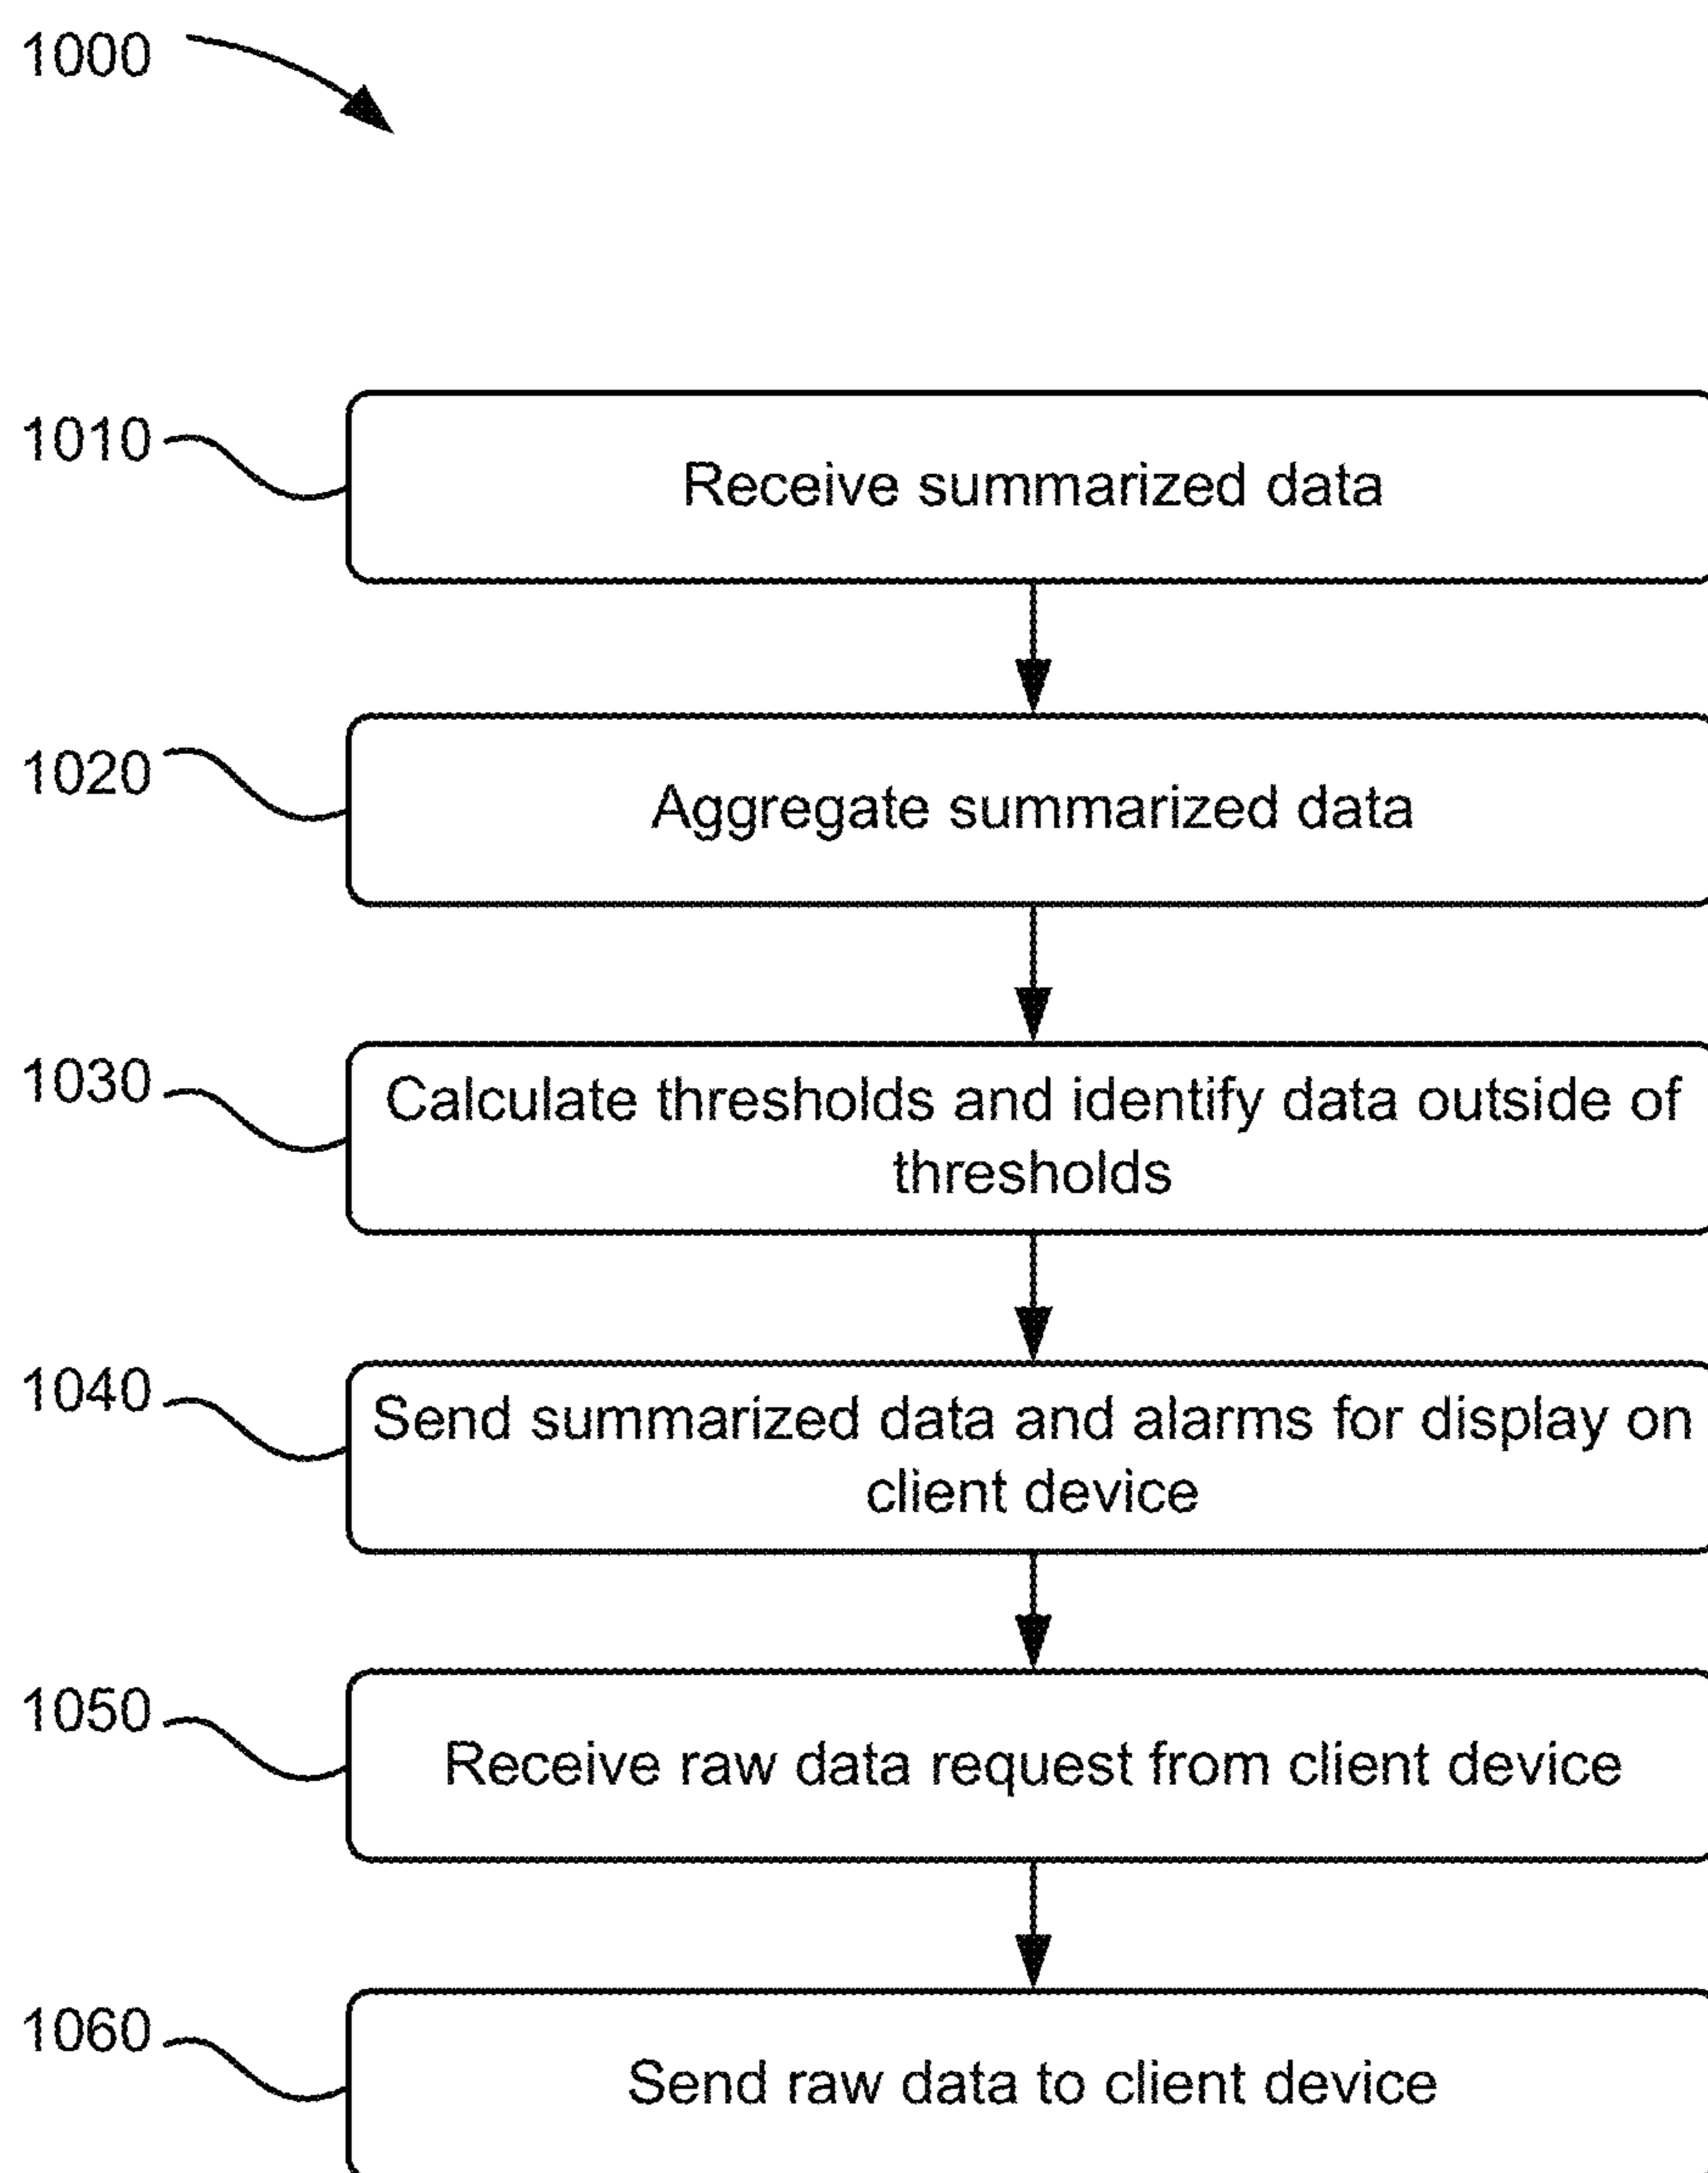 1000
1010
Receive summarized data
1020
Aggregate summarized data
1030
Calculate thresholds and identify data outside of
thresholds
1040
Send summarized data and alarms for display on
client device
1050
Receive raw data request from client device
1060
Send raw data to client device